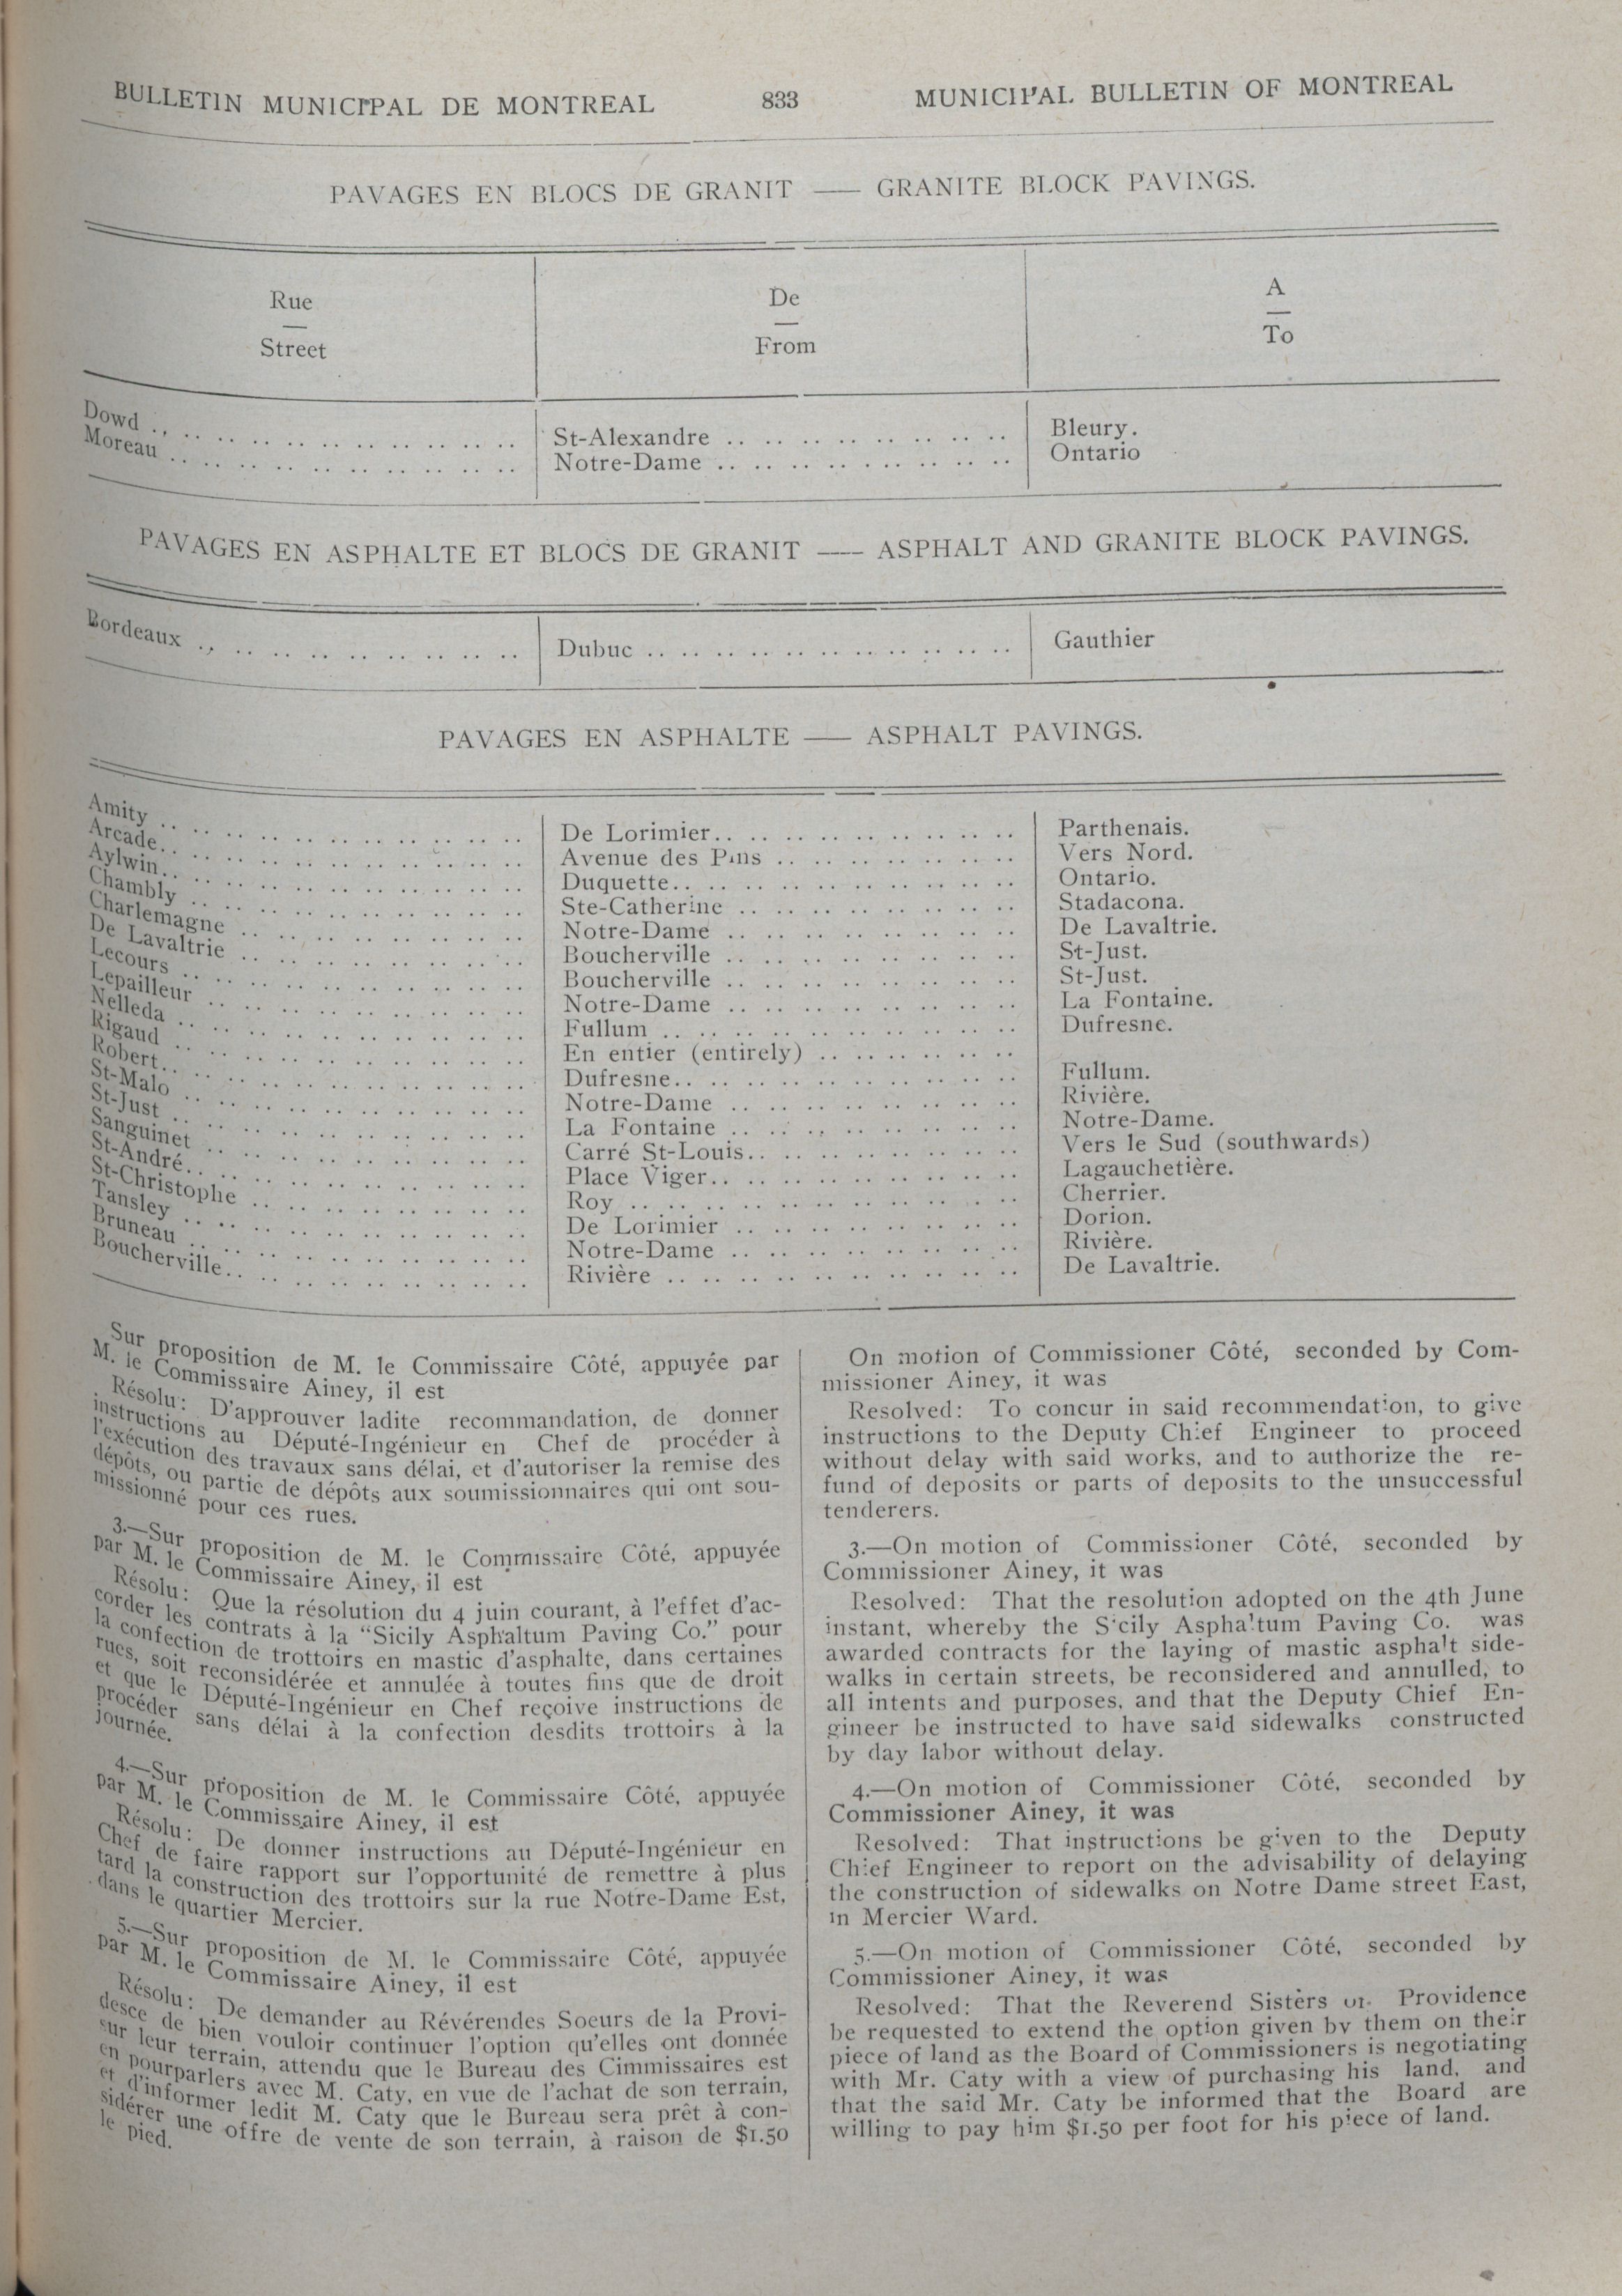 BULLETIN MUNICIPAL DE MONTREAL 833 MUNICIPAL BULLETIN OF MONTREAL
PAVAGES EN BLOCS DE GRANIT —— GRANITE BLOCK PAVINGS.
Rue De A
Street From To
Dowd .. St-Alexandre .. Bleury.
Moreau .. Notre-Dame .. Ontario
PAVAGES EN ASPHALTE ET BLOCS DE GRANIT —— ASPHALT AND GRANITE BLOCK PAVINGS.
Bordeaux .. Dubuc .. Gauthier
PAVAGES EN ASPHALTE —— ASPHALT PAVINGS.
Amity .. De Lorimier.. Parthenais.
Arcade.. Avenue des Pins .. Vers Nord.
Aylwin.. Duquette.. Ontario.
Chambly .. Ste-Catherine .. Stadacona.
Charlemagne .. Notre-Dame .. De Lavaltrie.
De Lavaltrie .. Boucherville .. St-Just.
Lecours .. Boucherville .. St-Just.
Lepailleur .. Notre-Dame .. La Fontaine.
Nelleda .. Fullum .. Dufresne.
Rigaud .. En entier (entirely) ..
Robert.. Dufresne.. Fullum.
St-Malo .. Notre-Dame .. Rivière.
St-Just .. La Fontaine .. Notre-Dame.
Sanguinet .. Carré St-Louis.. Vers le Sud (southwards)
St-André.. Place Viger.. Lagauchetière.
St-Christophe .. Roy .. Cherrier.
Tansley .. De Lorimier .. Dorion.
Bruneau .. Notre-Dame .. Rivière.
Boucherville.. Rivière .. De Lavaltrie.
Sur proposition de M. le Commissaire Côté, appuyée par
M. le Commissaire Ainey, il est
Résolu: D'approuver ladite recommandation, de donner
instructions au Député-Ingénieur en Chef de procéder à
l'exécution des travaux sans délai, et d'autoriser la remise des
dépôts, ou partie de dépôts aux soumissionnaires qui ont sou-
missionné pour ces rues.
3.—Sur proposition de M. le Commissaire Côté, appuyée
par M. le Commissaire Ainey, il est
Résolu: Que la résolution du 4 juin courant, à l'effet d'ac-
corder les contrats à la "Sicily Asphaltum Paving Co." pour
la confection de trottoirs en mastic d'asphalte, dans certaines
rues, soit reconsidérée et annulée à toutes fins que de droit
et que le Député-Ingénieur en Chef reçoive instructions de
procéder sans délai à la confection desdits trottoirs à la
journée.
4.—Sur proposition de M. le Commissaire Côté, appuyée
par M. le Commissaire Ainey, il est
Résolu: De donner instructions au Député-Ingénieur en
Chef de faire rapport sur l'opportunité de remettre à plus
tard la construction des trottoirs sur la rue Notre-Dame Est,
dans le quartier Mercier.
5.—Sur proposition de M. le Commissaire Côté, appuyée
par M. le Commissaire Ainey, il est
Résolu: De demander au Révérendes Soeurs de la Provi-
desce de bien vouloir continuer l'option qu'elles ont donnée
sur leur terrain, attendu que le Bureau des Cimmissaires est
en pourparlers avec M. Caty, en vue de l'achat de son terrain,
et d'informer ledit M. Caty que le Bureau sera prêt à con-
sidérer une offre de vente de son terrain, à raison de $1.50
le pied.
On motion of Commissioner Côté, seconded by Com-
missioner Ainey, it was
Resolved: To concur in said recommendation, to give
instructions to the Deputy Chief Engineer to proceed
without delay with said works, and to authorize the re-
fund of deposits or parts of deposits to the unsuccessful
tenderers.
3.—On motion of Commissioner Côté, seconded by
Commissioner Ainey, it was
Resolved: That the resolution adopted on the 4th June
instant, whereby the Sicily Asphaltum Paving Co. was
awarded contracts for the laying of mastic asphalt side-
walks in certain streets, be reconsidered and annulled, to
all intents and purposes, and that the Deputy Chief En-
gineer be instructed to have said sidewalks constructed
by day labor without delay.
4.—On motion of Commissioner Côté, seconded by
Commissioner Ainey, it was
Resolved: That instructions be given to the Deputy
Chief Engineer to report on the advisability of delaying
the construction of sidewalks on Notre Dame street East,
in Mercier Ward.
5.—On motion of Commissioner Côté, seconded by
Commissioner Ainey, it was
Resolved: That the Reverend Sisters of Providence
be requested to extend the option given by them on their
piece of land as the Board of Commissioners is negotiating
with Mr. Caty with a view of purchasing his land, and
that the said Mr. Caty be informed that the Board are
willing to pay him $1.50 per foot for his piece of land.